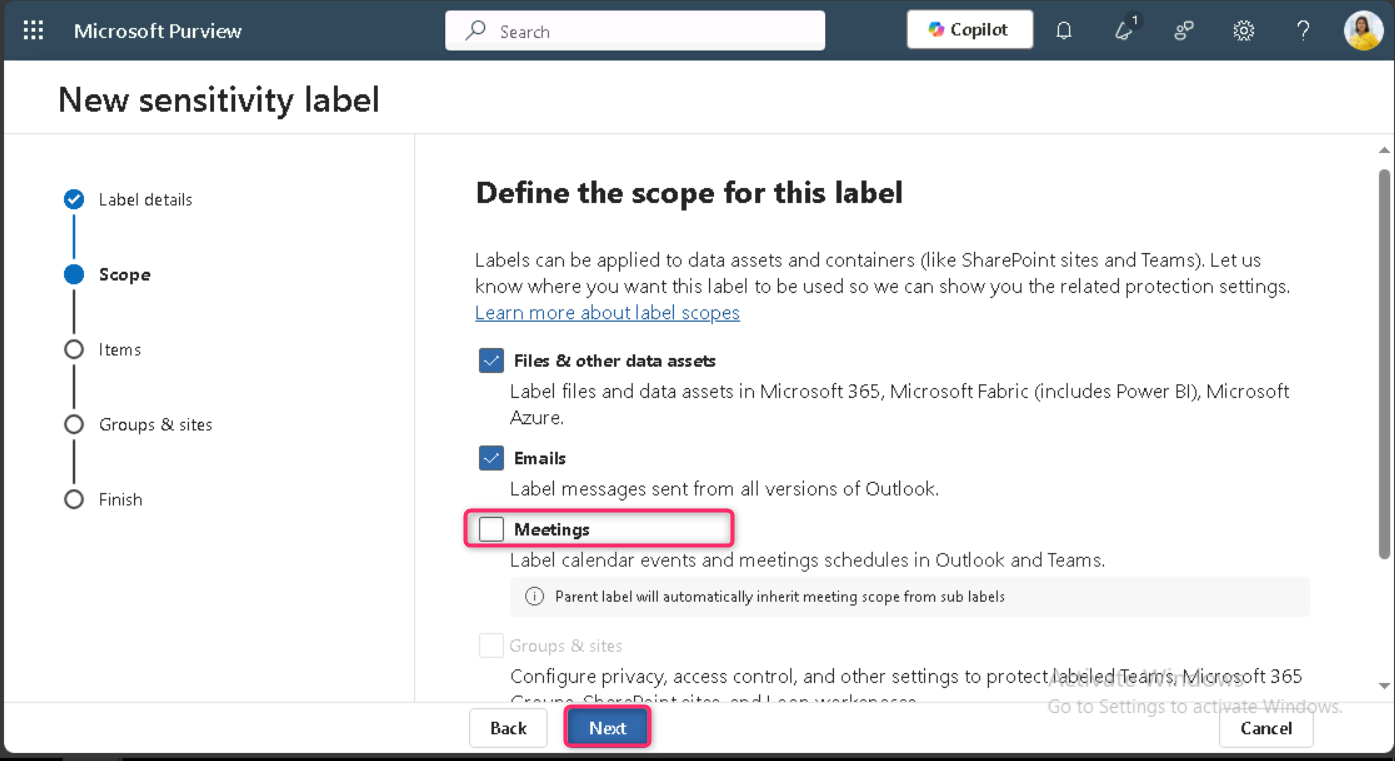 Microsoft Purview
Search
Copilot
1
?
New sensitivity label
Label details
Scope
Items
Groups & sites
Finish
Define the scope for this label
Labels can be applied to data assets and containers (like SharePoint sites and Teams). Let us
know where you want this label to be used so we can show you the related protection settings.
Learn more about label scopes
Files & other data assets
Label files and data assets in Microsoft 365, Microsoft Fabric (includes Power BI), Microsoft
Azure.
Emails
Label messages sent from all versions of Outlook.
Meetings
Label calendar events and meetings schedules in Outlook and Teams.
Parent label will automatically inherit meeting scope from sub labels
Groups & sites
Configure privacy, access control, and other settings to protect labeled Teams, Microsoft 365
Groups, SharePoint sites, and Loop workspaces.
Activate Windows
Go to Settings to activate Windows.
Back
Next
Cancel